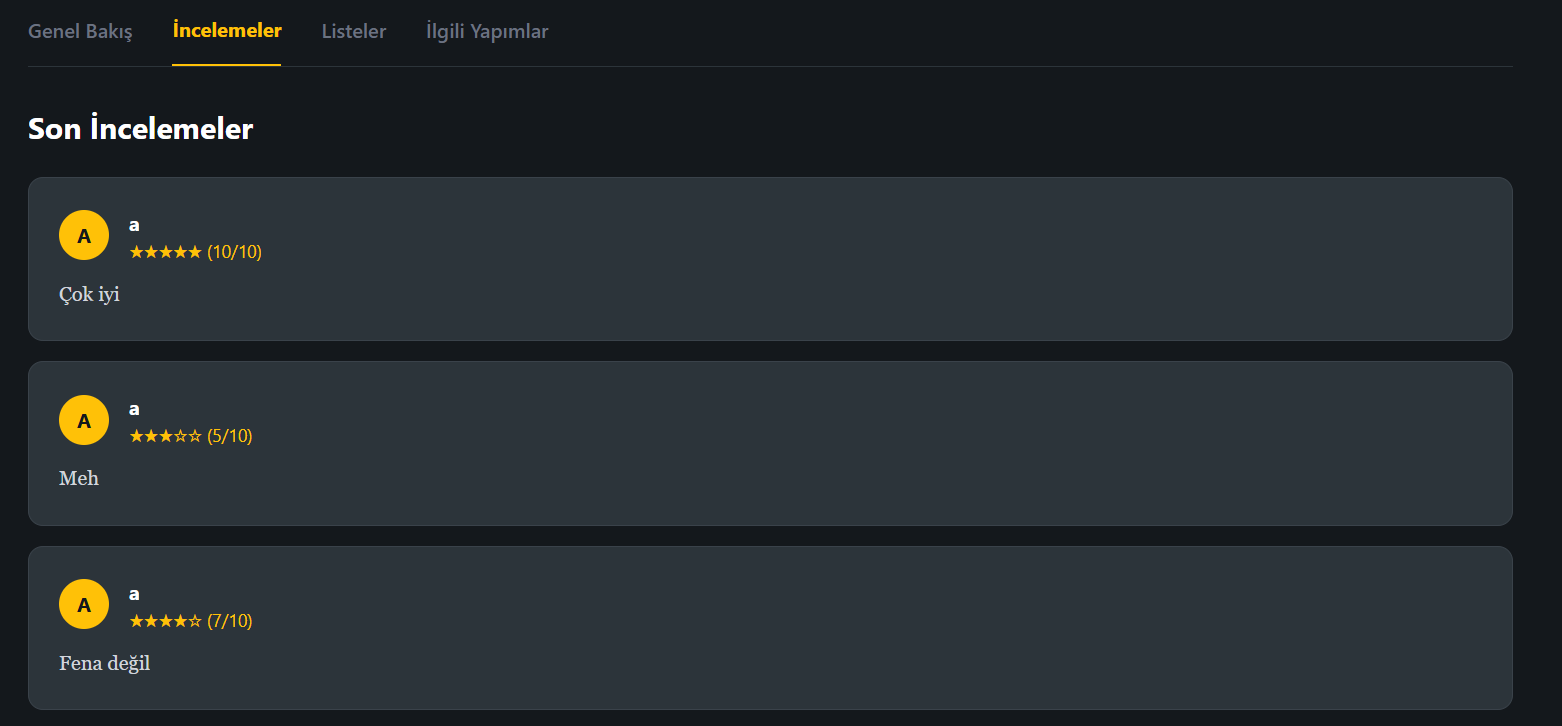 Genel Bakış İncelemeler Listeler İlgili Yapımlar
Son İncelemeler
A
a
★★★★★ (10/10)
Çok iyi
A
a
★★★☆☆ (5/10)
Meh
A
a
★★★★☆ (7/10)
Fena değil